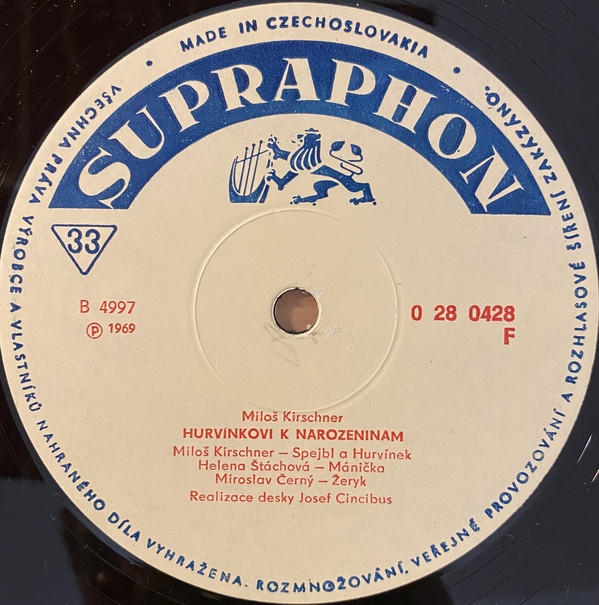 • MADE IN CZECHOSLOVAKIA •
SUPRAPHON
33
B 4997
℗ 1969
0 28 0428
F
Miloš Kirschner
HURVÍNKOVI K NAROZENINAM
Miloš Kirschner – Spejbl a Hurvínek
Helena Štáchová – Mánička
Miroslav Černý – Žeryk
Realizace desky Josef Cincibus
VŠECHNA PRÁVA VÝROBCE A VLASTNÍKŮ NAHRANÉHO DÍLA VYHRAŽENA. ROZMNOŽOVÁNÍ, VEŘEJNÉ PROVOZOVÁNÍ A ROZHLASOVÉ ŠÍŘENÍ ZAKÁZÁNO.